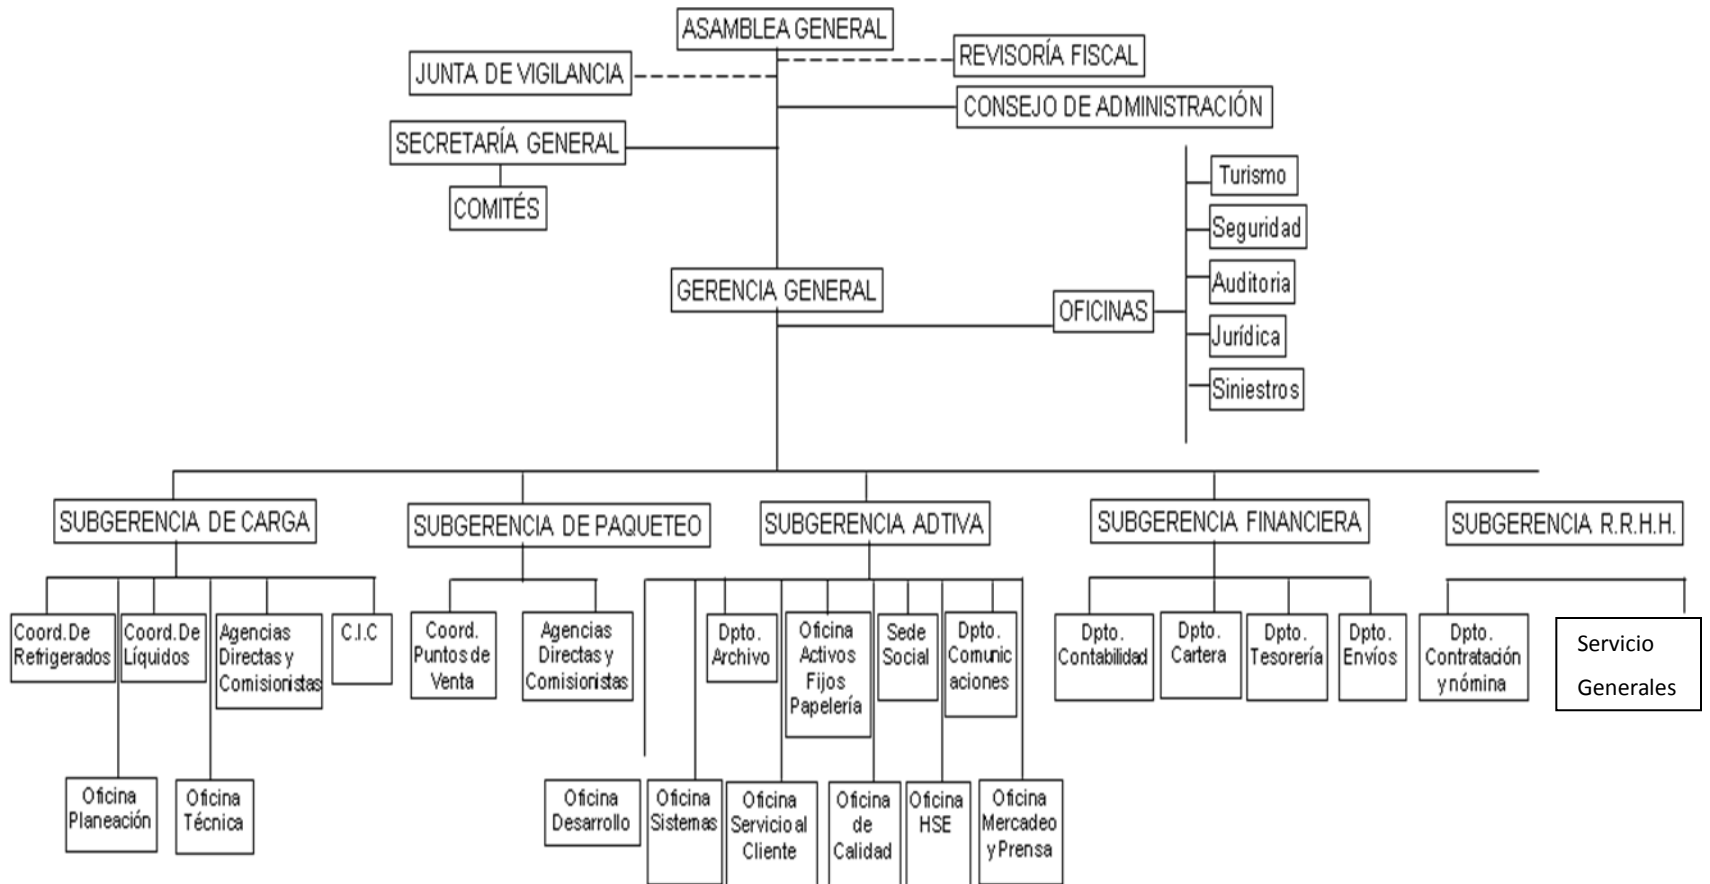 ASAMBLEA GENERAL
REVISORÍA FISCAL
JUNTA DE VIGILANCIA
CONSEJO DE ADMINISTRACIÓN
SECRETARÍA GENERAL
COMITÉS
Turismo
Seguridad
Auditoria
Jurídica
Siniestros
GERENCIA GENERAL
OFICINAS
SUBGERENCIA DE CARGA
SUBGERENCIA DE PAQUETEO
SUBGERENCIA ADTIVA
SUBGERENCIA FINANCIERA
SUBGERENCIA R.R.H.H.
Coord.De
Refrigerados
Coord.De
Líquidos
Agencias
Directas y
Comisionistas
C.I.C
Coord.
Puntos de
Venta
Agencias
Directas y
Comisionistas
Dpto.
Archivo
Oficina
Activos
Fijos
Papelería
Sede
Social
Dpto.
Comunic
aciones
Dpto.
Contabilidad
Dpto.
Cartera
Dpto.
Tesorería
Dpto.
Envíos
Dpto.
Contratación
y nómina
Servicio
Generales
Oficina
Planeación
Oficina
Técnica
Oficina
Desarrollo
Oficina
Sistemas
Oficina
Servicio al
Cliente
Oficina
de
Calidad
Oficina
HSE
Oficina
Mercadeo
y Prensa